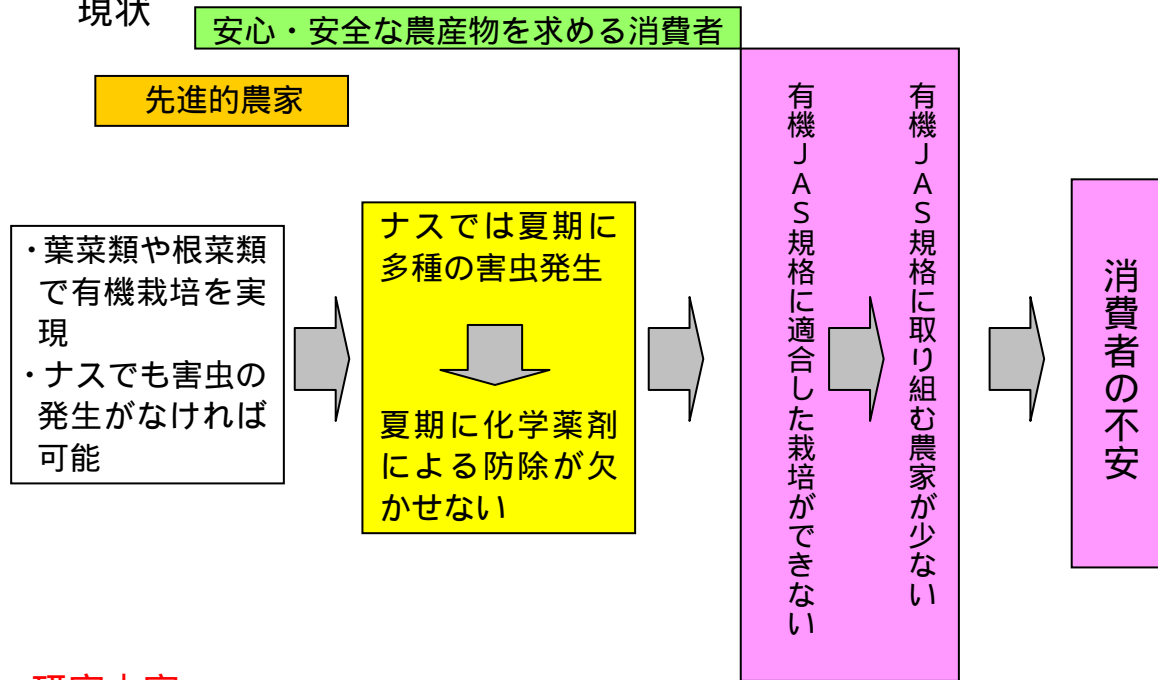 現状
安心・安全な農産物を求める消費者
先進的農家
・葉菜類や根菜類
で有機栽培を実
現
・ナスでも害虫の
発生がなければ
可能
ナスでは夏期に
多種の害虫発生
夏期に化学薬剤
による防除が欠
かせない
有機ＪＡＳ規格に適合した栽培ができない
有機ＪＡＳ規格に取り組む農家が少ない
消費者の不安